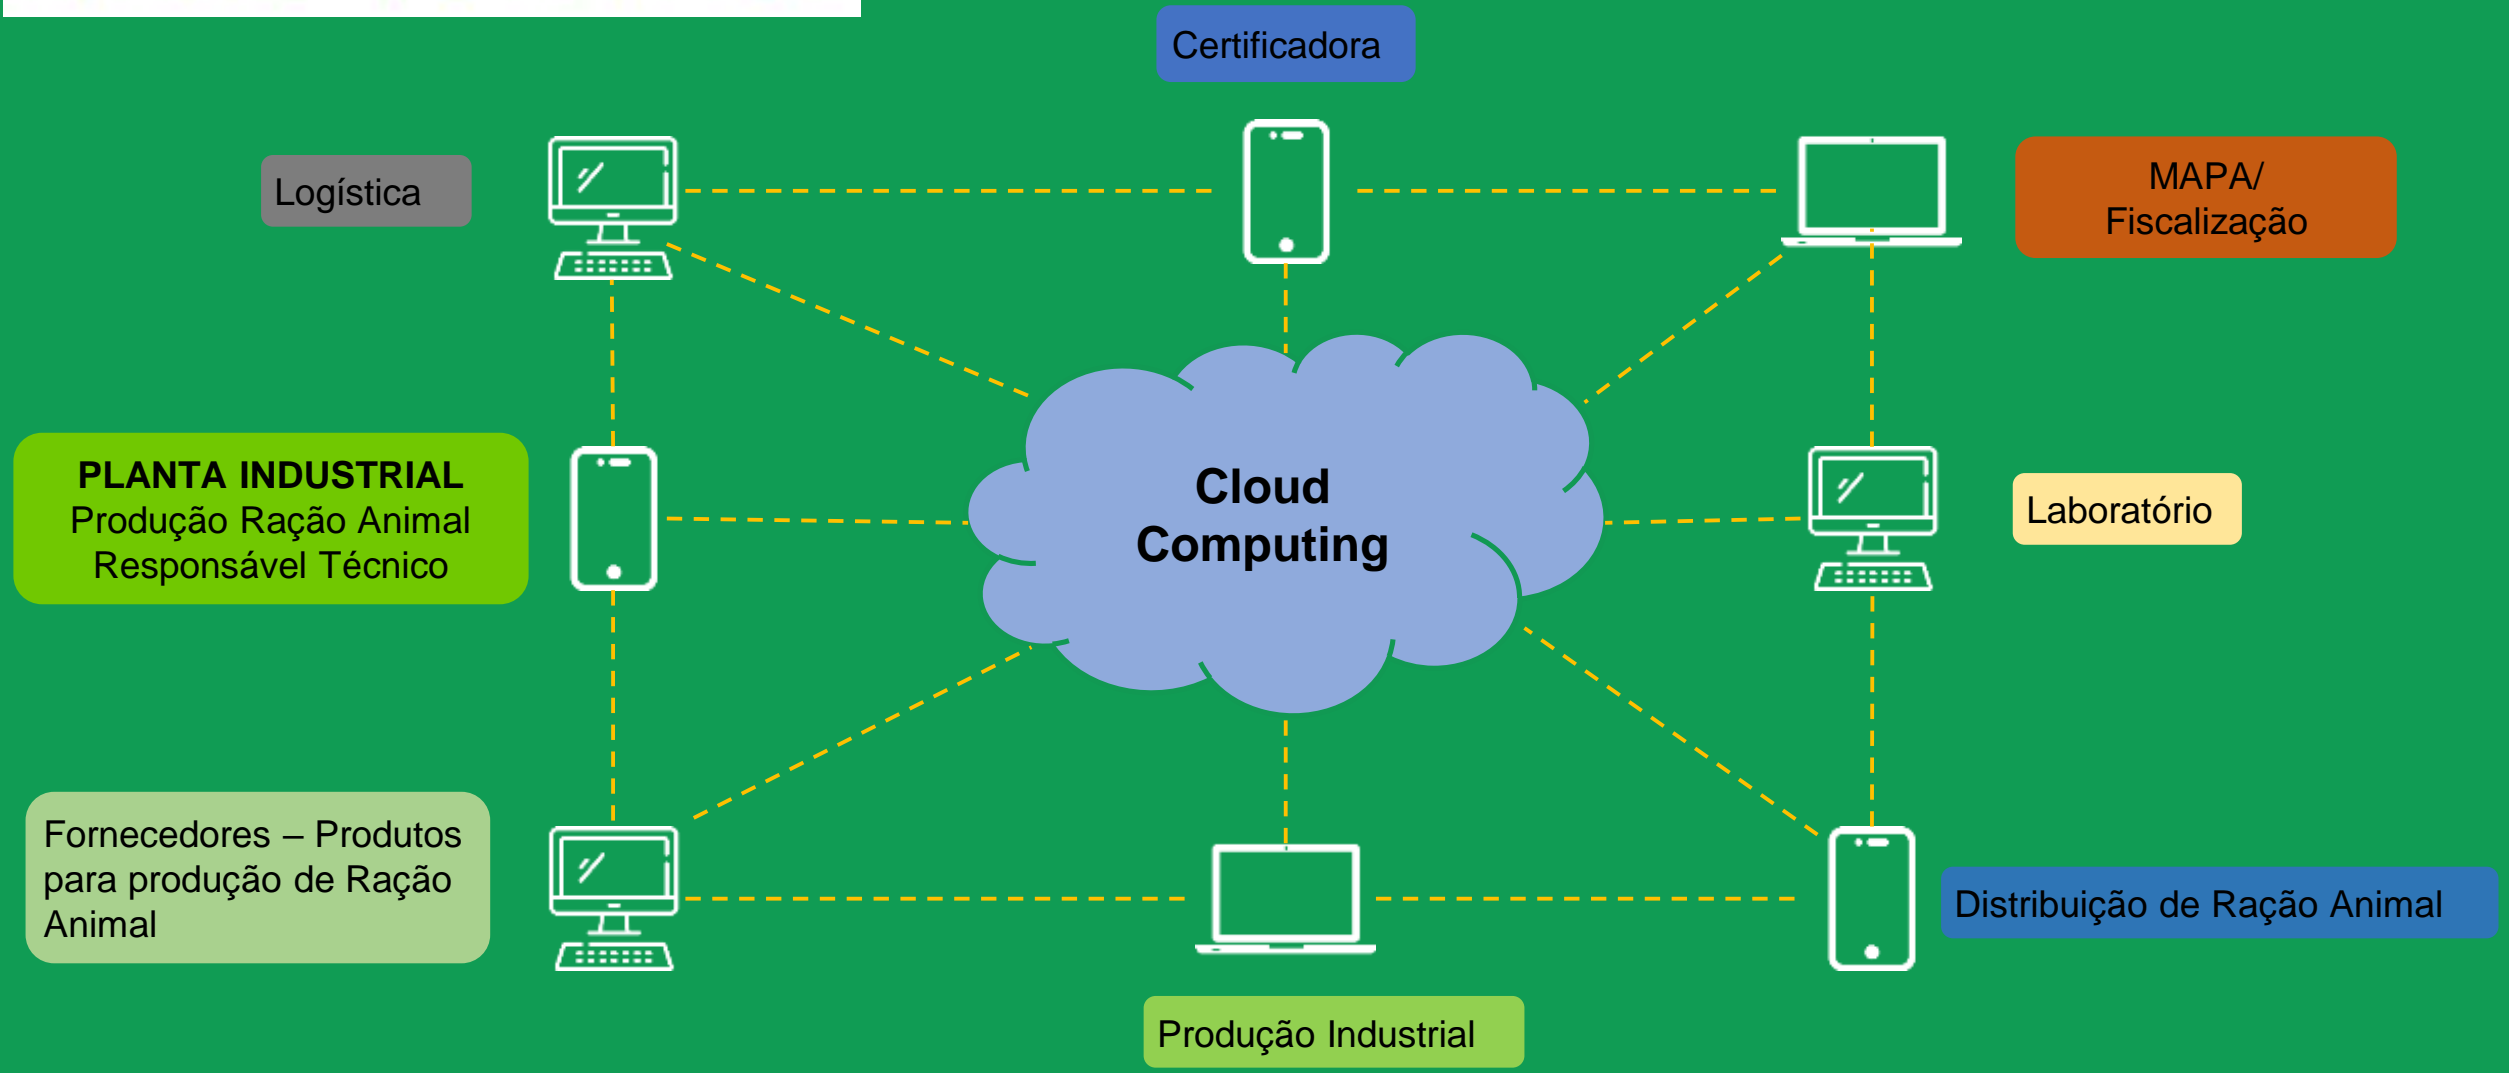 Certificadora
Logística
MAPA/
Fiscalização
PLANTA INDUSTRIAL
Produção Ração Animal
Responsável Técnico
Cloud
Computing
Laboratório
Fornecedores – Produtos
para produção de Ração
Animal
Distribuição de Ração Animal
Produção Industrial